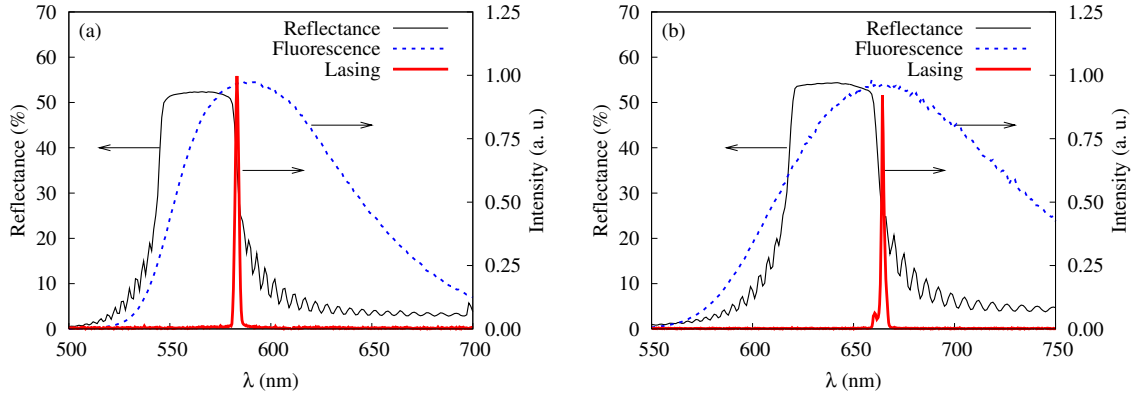 (a)
Reflectance
Fluorescence
Lasing
Reflectance (%)
0
10
20
30
40
50
60
70
0.00
0.25
0.50
0.75
1.00
1.25
Intensity (a. u.)
500 550 600 650 700
λ (nm)
(b)
Reflectance
Fluorescence
Lasing
Reflectance (%)
0
10
20
30
40
50
60
70
0.00
0.25
0.50
0.75
1.00
1.25
Intensity (a. u.)
550 600 650 700 750
λ (nm)